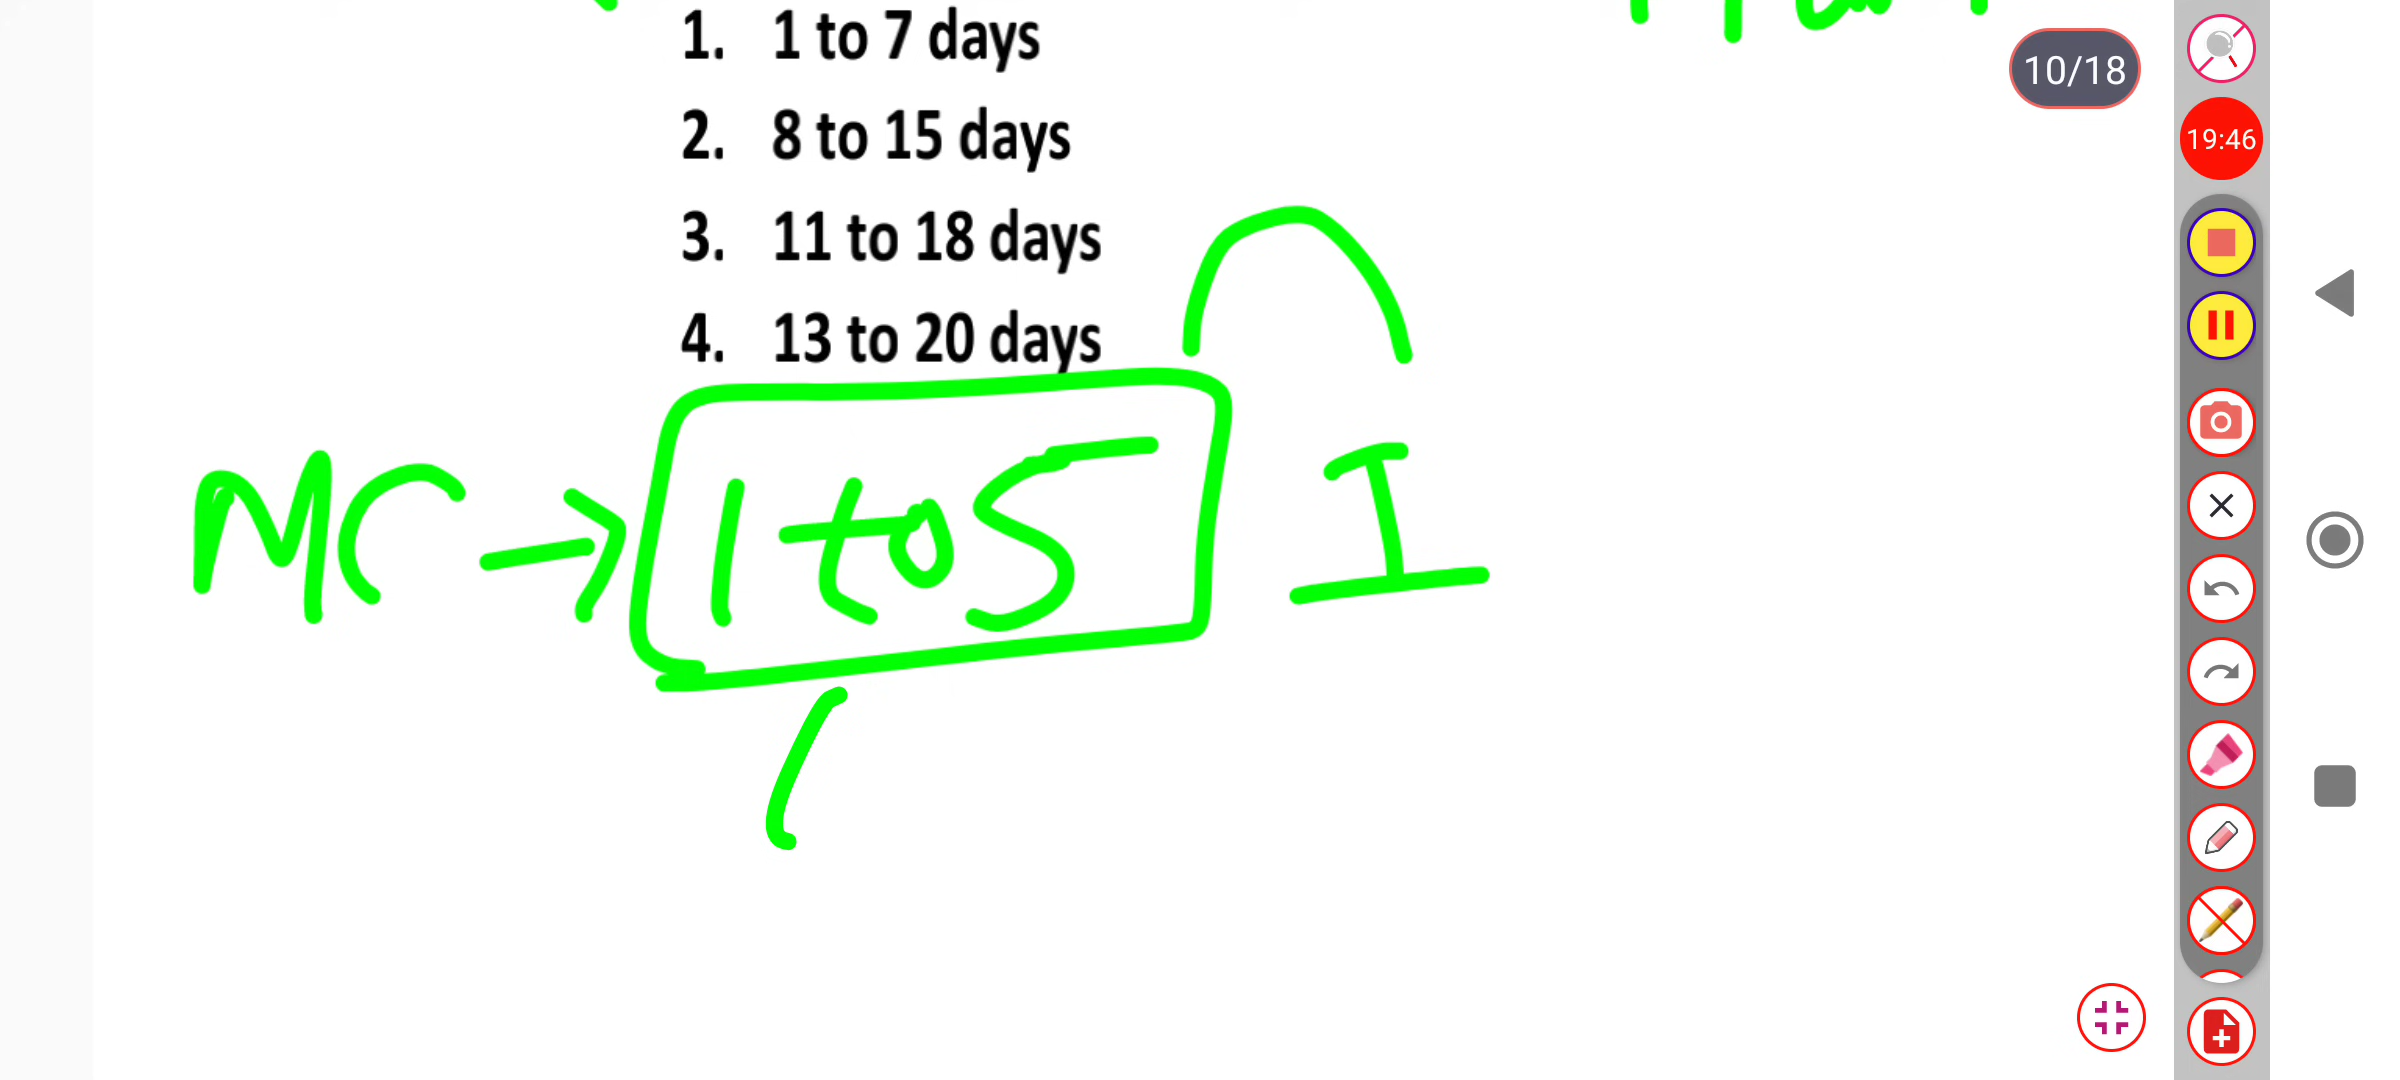 1. 1 to 7 days
10/18
19:46
2. 8 to 15 days
3. 11 to 18 days
4. 13 to 20 days
MC → 1 to 5 I